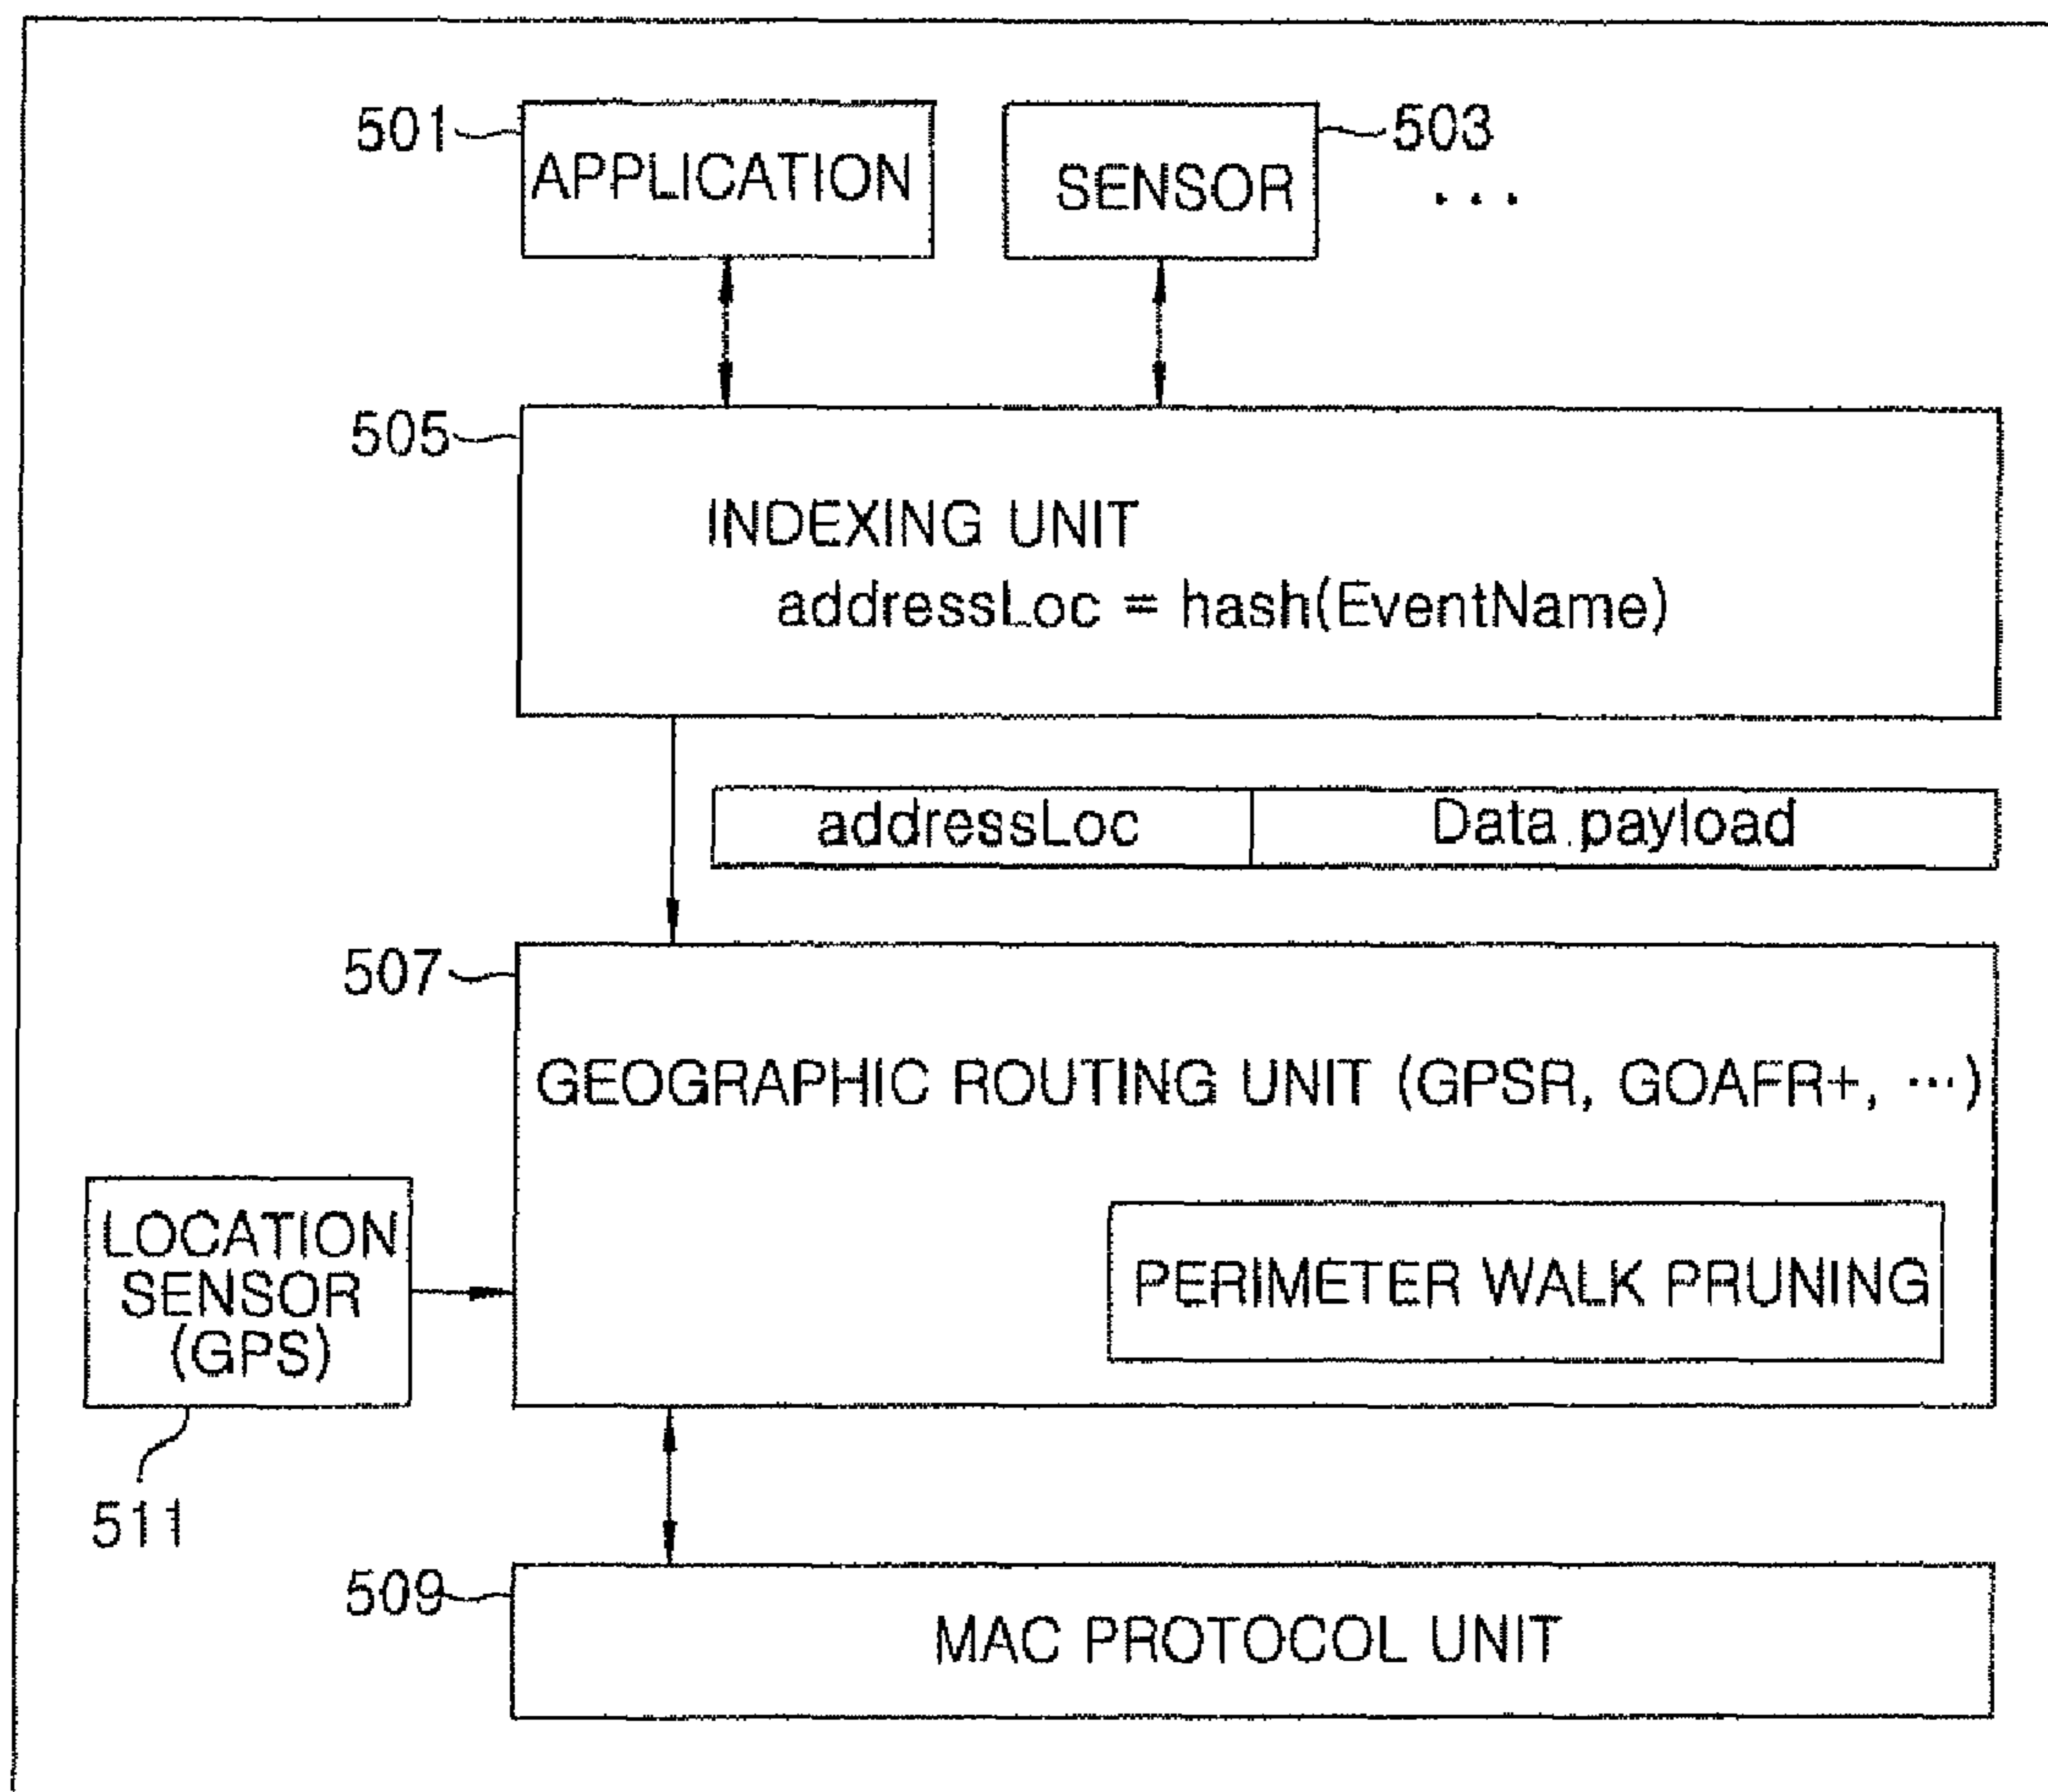 501
APPLICATION
SENSOR
503
...
505
INDEXING UNIT
addressLoc = hash(EventName)
addressLoc
Data payload
507
GEOGRAPHIC ROUTING UNIT (GPSR, GOAFR+, ...)
LOCATION
SENSOR
(GPS)
PERIMETER WALK PRUNING
511
509
MAC PROTOCOL UNIT